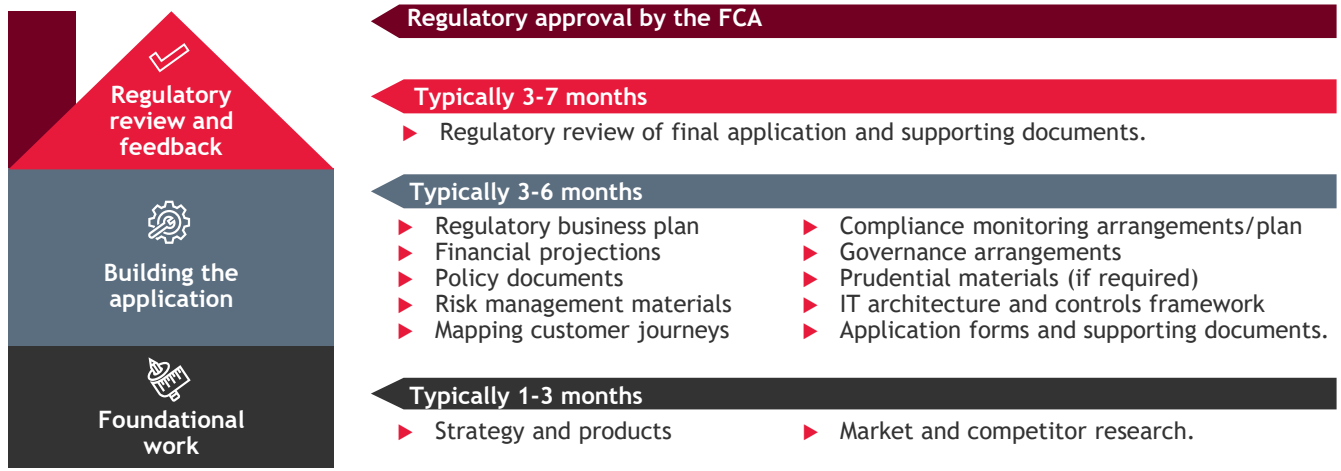 Regulatory approval by the FCA
Regulatory
review and
feedback
Typically 3-7 months
Regulatory review of final application and supporting documents.
Building the
application
Typically 3-6 months
Regulatory business plan
Financial projections
Policy documents
Risk management materials
Mapping customer journeys
Compliance monitoring arrangements/plan
Governance arrangements
Prudential materials (if required)
IT architecture and controls framework
Application forms and supporting documents.
Foundational
work
Typically 1-3 months
Strategy and products
Market and competitor research.